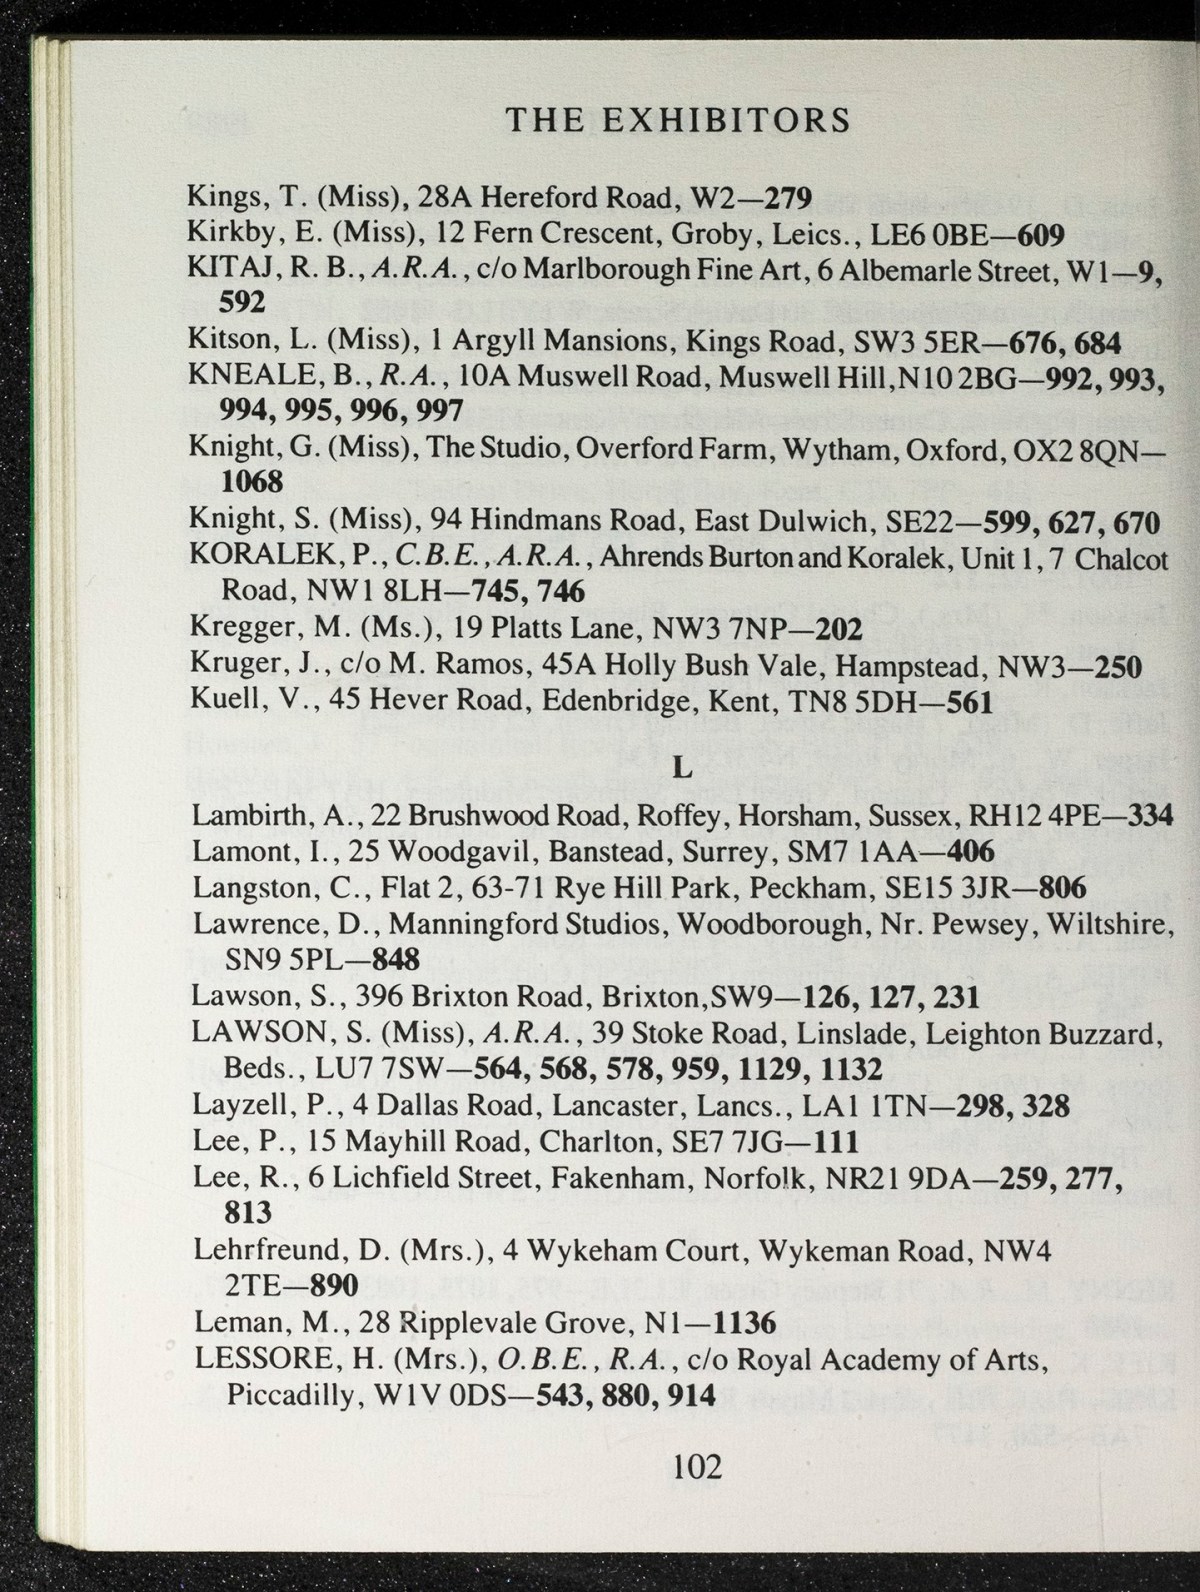 THE EXHIBITORS
Kings, T. (Miss), 28A Hereford Road, W2—279
Kirkby, E. (Miss), 12 Fern Crescent, Groby, Leics., LE6 0BE—609
KITAJ, R. B., A.R.A., c/o Marlborough Fine Art, 6 Albemarle Street, W1—9,
592
Kitson, L. (Miss), 1 Argyll Mansions, Kings Road, SW3 5ER—676, 684
KNEALE, B., R.A., 10A Muswell Road, Muswell Hill, N10 2BG—992, 993,
994, 995, 996, 997
Knight, G. (Miss), The Studio, Overford Farm, Wytham, Oxford, OX2 8QN—
1068
Knight, S. (Miss), 94 Hindmans Road, East Dulwich, SE22—599, 627, 670
KORALEK, P., C.B.E., A.R.A., Ahrends Burton and Koralek, Unit 1, 7 Chalcot
Road, NW1 8LH—745, 746
Kregger, M. (Ms.), 19 Platts Lane, NW3 7NP—202
Kruger, J., c/o M. Ramos, 45A Holly Bush Vale, Hampstead, NW3—250
Kuell, V., 45 Hever Road, Edenbridge, Kent, TN8 5DH—561
L
Lambirth, A., 22 Brushwood Road, Roffey, Horsham, Sussex, RH12 4PE—334
Lamont, I., 25 Woodgavil, Banstead, Surrey, SM7 1AA—406
Langston, C., Flat 2, 63-71 Rye Hill Park, Peckham, SE15 3JR—806
Lawrence, D., Manningford Studios, Woodborough, Nr. Pewsey, Wiltshire,
SN9 5PL—848
Lawson, S., 396 Brixton Road, Brixton, SW9—126, 127, 231
LAWSON, S. (Miss), A.R.A., 39 Stoke Road, Linslade, Leighton Buzzard,
Beds., LU7 7SW—564, 568, 578, 959, 1129, 1132
Layzell, P., 4 Dallas Road, Lancaster, Lancs., LA1 1TN—298, 328
Lee, P., 15 Mayhill Road, Charlton, SE7 7JG—111
Lee, R., 6 Lichfield Street, Fakenham, Norfolk, NR21 9DA—259, 277,
813
Lehrfreund, D. (Mrs.), 4 Wykeham Court, Wykeman Road, NW4
2TE—890
Leman, M., 28 Ripplevale Grove, N1—1136
LESSORE, H. (Mrs.), O.B.E., R.A., c/o Royal Academy of Arts,
Piccadilly, W1V 0DS—543, 880, 914
102